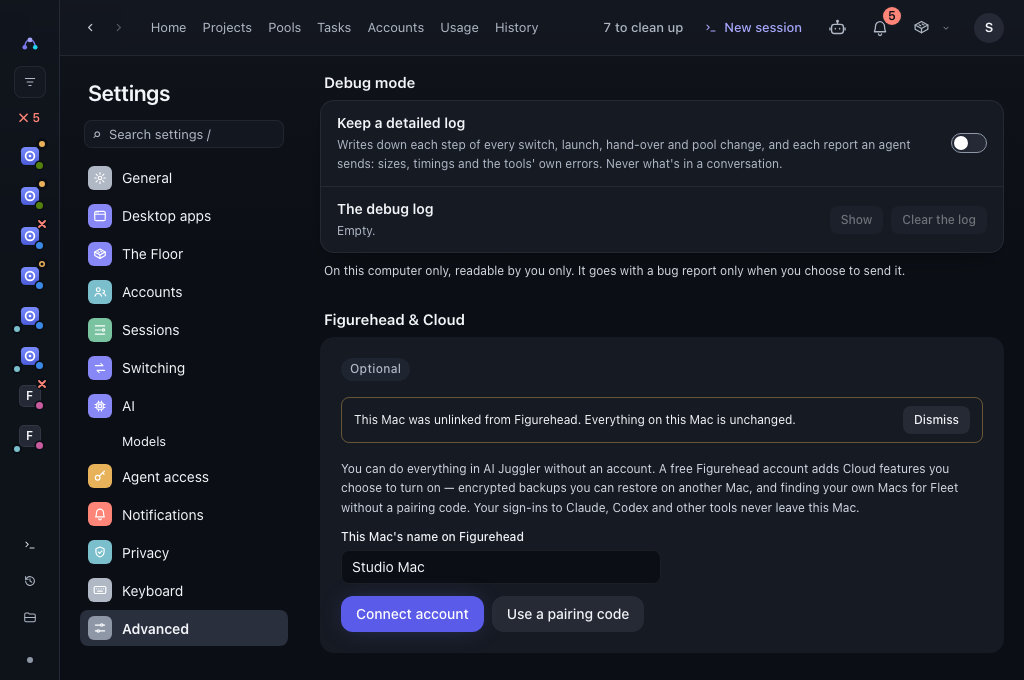 Home Projects Pools Tasks Accounts Usage History 7 to clean up New session 5 S
5
F
F
Settings
Search settings /
General
Desktop apps
The Floor
Accounts
Sessions
Switching
AI
Models
Agent access
Notifications
Privacy
Keyboard
Advanced
Debug mode
Keep a detailed log
Writes down each step of every switch, launch, hand-over and pool change, and each report an agent
sends: sizes, timings and the tools' own errors. Never what's in a conversation.
The debug log
Empty.
Show Clear the log
On this computer only, readable by you only. It goes with a bug report only when you choose to send it.
Figurehead & Cloud
Optional
This Mac was unlinked from Figurehead. Everything on this Mac is unchanged. Dismiss
You can do everything in AI Juggler without an account. A free Figurehead account adds Cloud features you
choose to turn on — encrypted backups you can restore on another Mac, and finding your own Macs for Fleet
without a pairing code. Your sign-ins to Claude, Codex and other tools never leave this Mac.
This Mac's name on Figurehead
Studio Mac
Connect account Use a pairing code